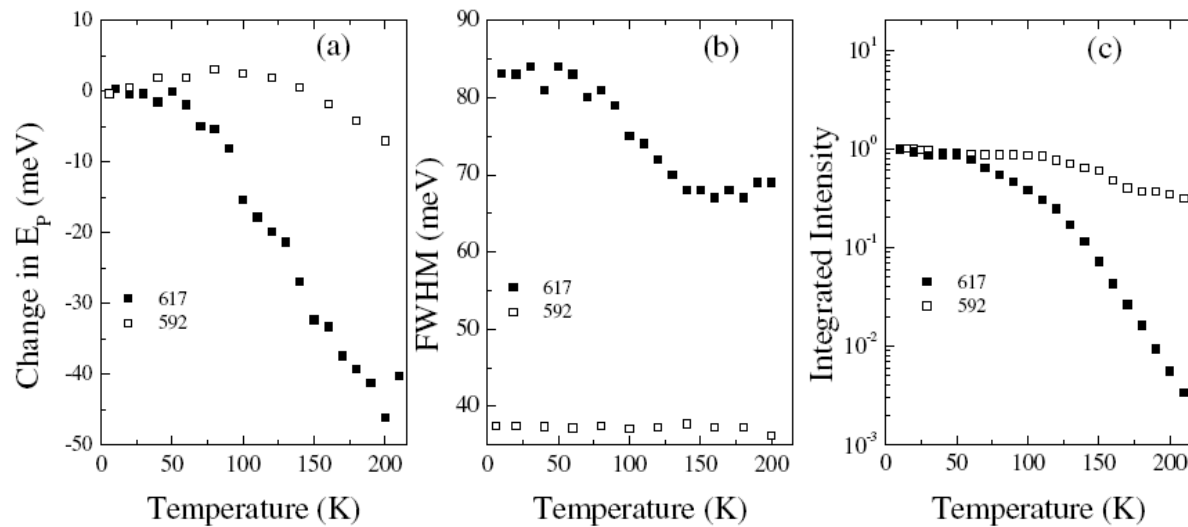 (a)
Change in E_P (meV)
10
0
-10
-20
-30
-40
-50
617
592
0 50 100 150 200
Temperature (K)
(b)
FWHM (meV)
90
80
70
60
50
40
617
592
0 50 100 150 200
Temperature (K)
(c)
Integrated Intensity
10^1
10^0
10^-1
10^-2
10^-3
617
592
0 50 100 150 200
Temperature (K)